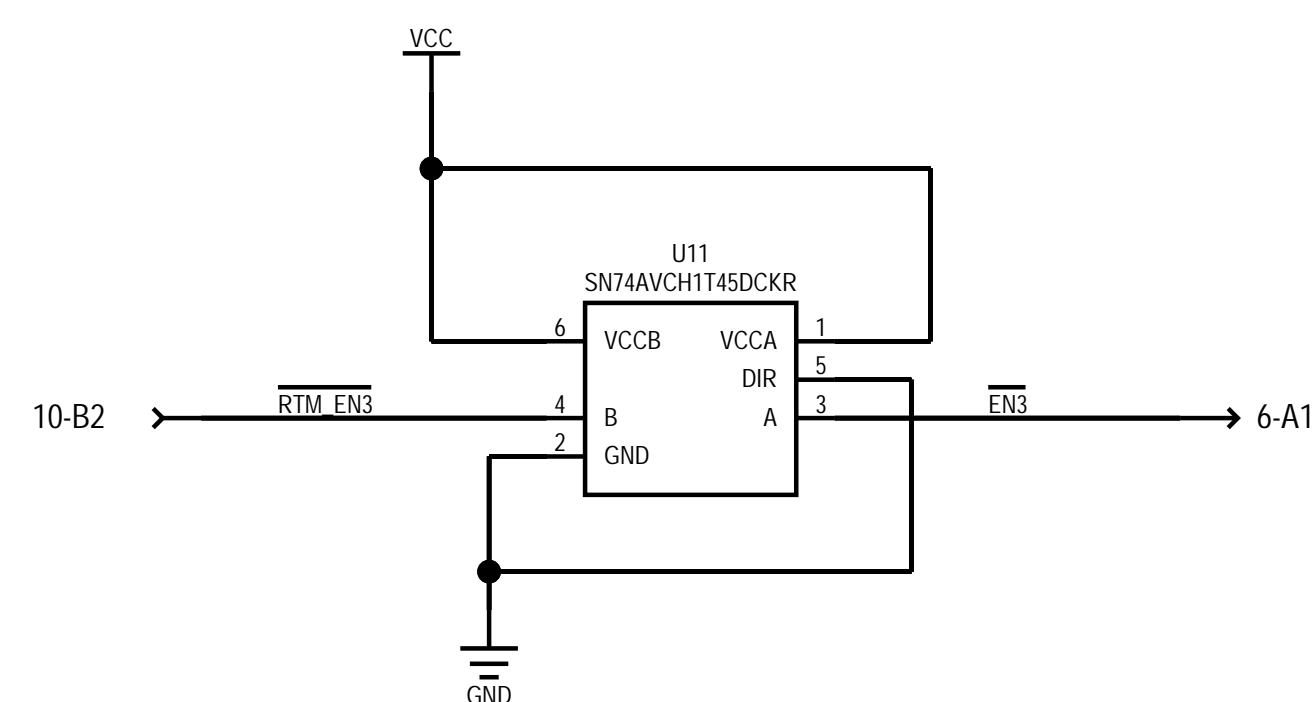 VCC
U11
SN74AVCH1T45DCKR
6 VCCB VCCA 1
DIR 5
10-B2 RTM_EN3 4 B A 3 EN3 6-A1
2 GND
GND